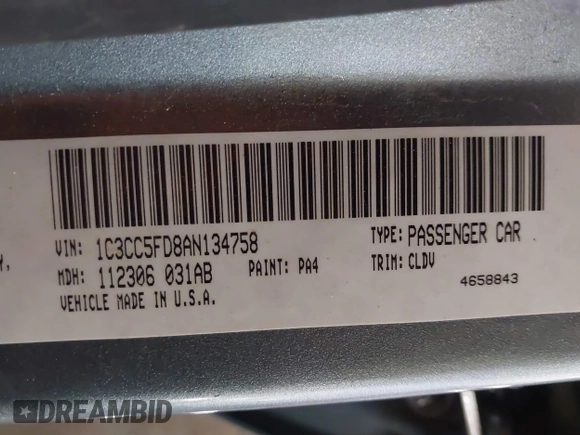 VIN: 1C3CC5FD8AN134758 TYPE: PASSENGER CAR
MDH: 112306 031AB PAINT: PA4 TRIM: CLDV
VEHICLE MADE IN U.S.A. 4658843
DREAMBID